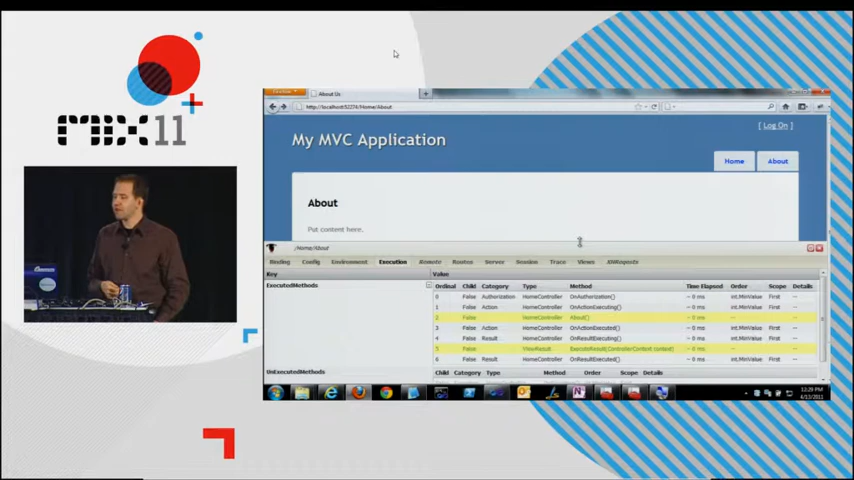 MIX11
About Us
http://localhost:52274/Home/About
[ Log On ]
My MVC Application
Home About
About
Put content here.
/Home/About
Binding Config Environment Execution Remote Routes Server Session Trace Views XHRequests
Key Value
ExecutedMethods
Ordinal Child Category Type Method Time Elapsed Order Scope Details
0 False Authorization HomeController OnAuthorization() ~ 0 ms int.MinValue First --
1 False Action HomeController OnActionExecuting() ~ 0 ms int.MinValue First --
2 False HomeController About() ~ 0 ms --
3 False Action HomeController OnActionExecuted() ~ 0 ms int.MinValue First --
4 False Result HomeController OnResultExecuting() ~ 0 ms int.MinValue First --
5 False ViewResult ExecuteResult(ControllerContext context) ~ 0 ms --
6 False Result HomeController OnResultExecuted() ~ 0 ms int.MinValue First --
UnExecutedMethods
Child Category Type Method Order Scope Details
12:29 PM
4/13/2011